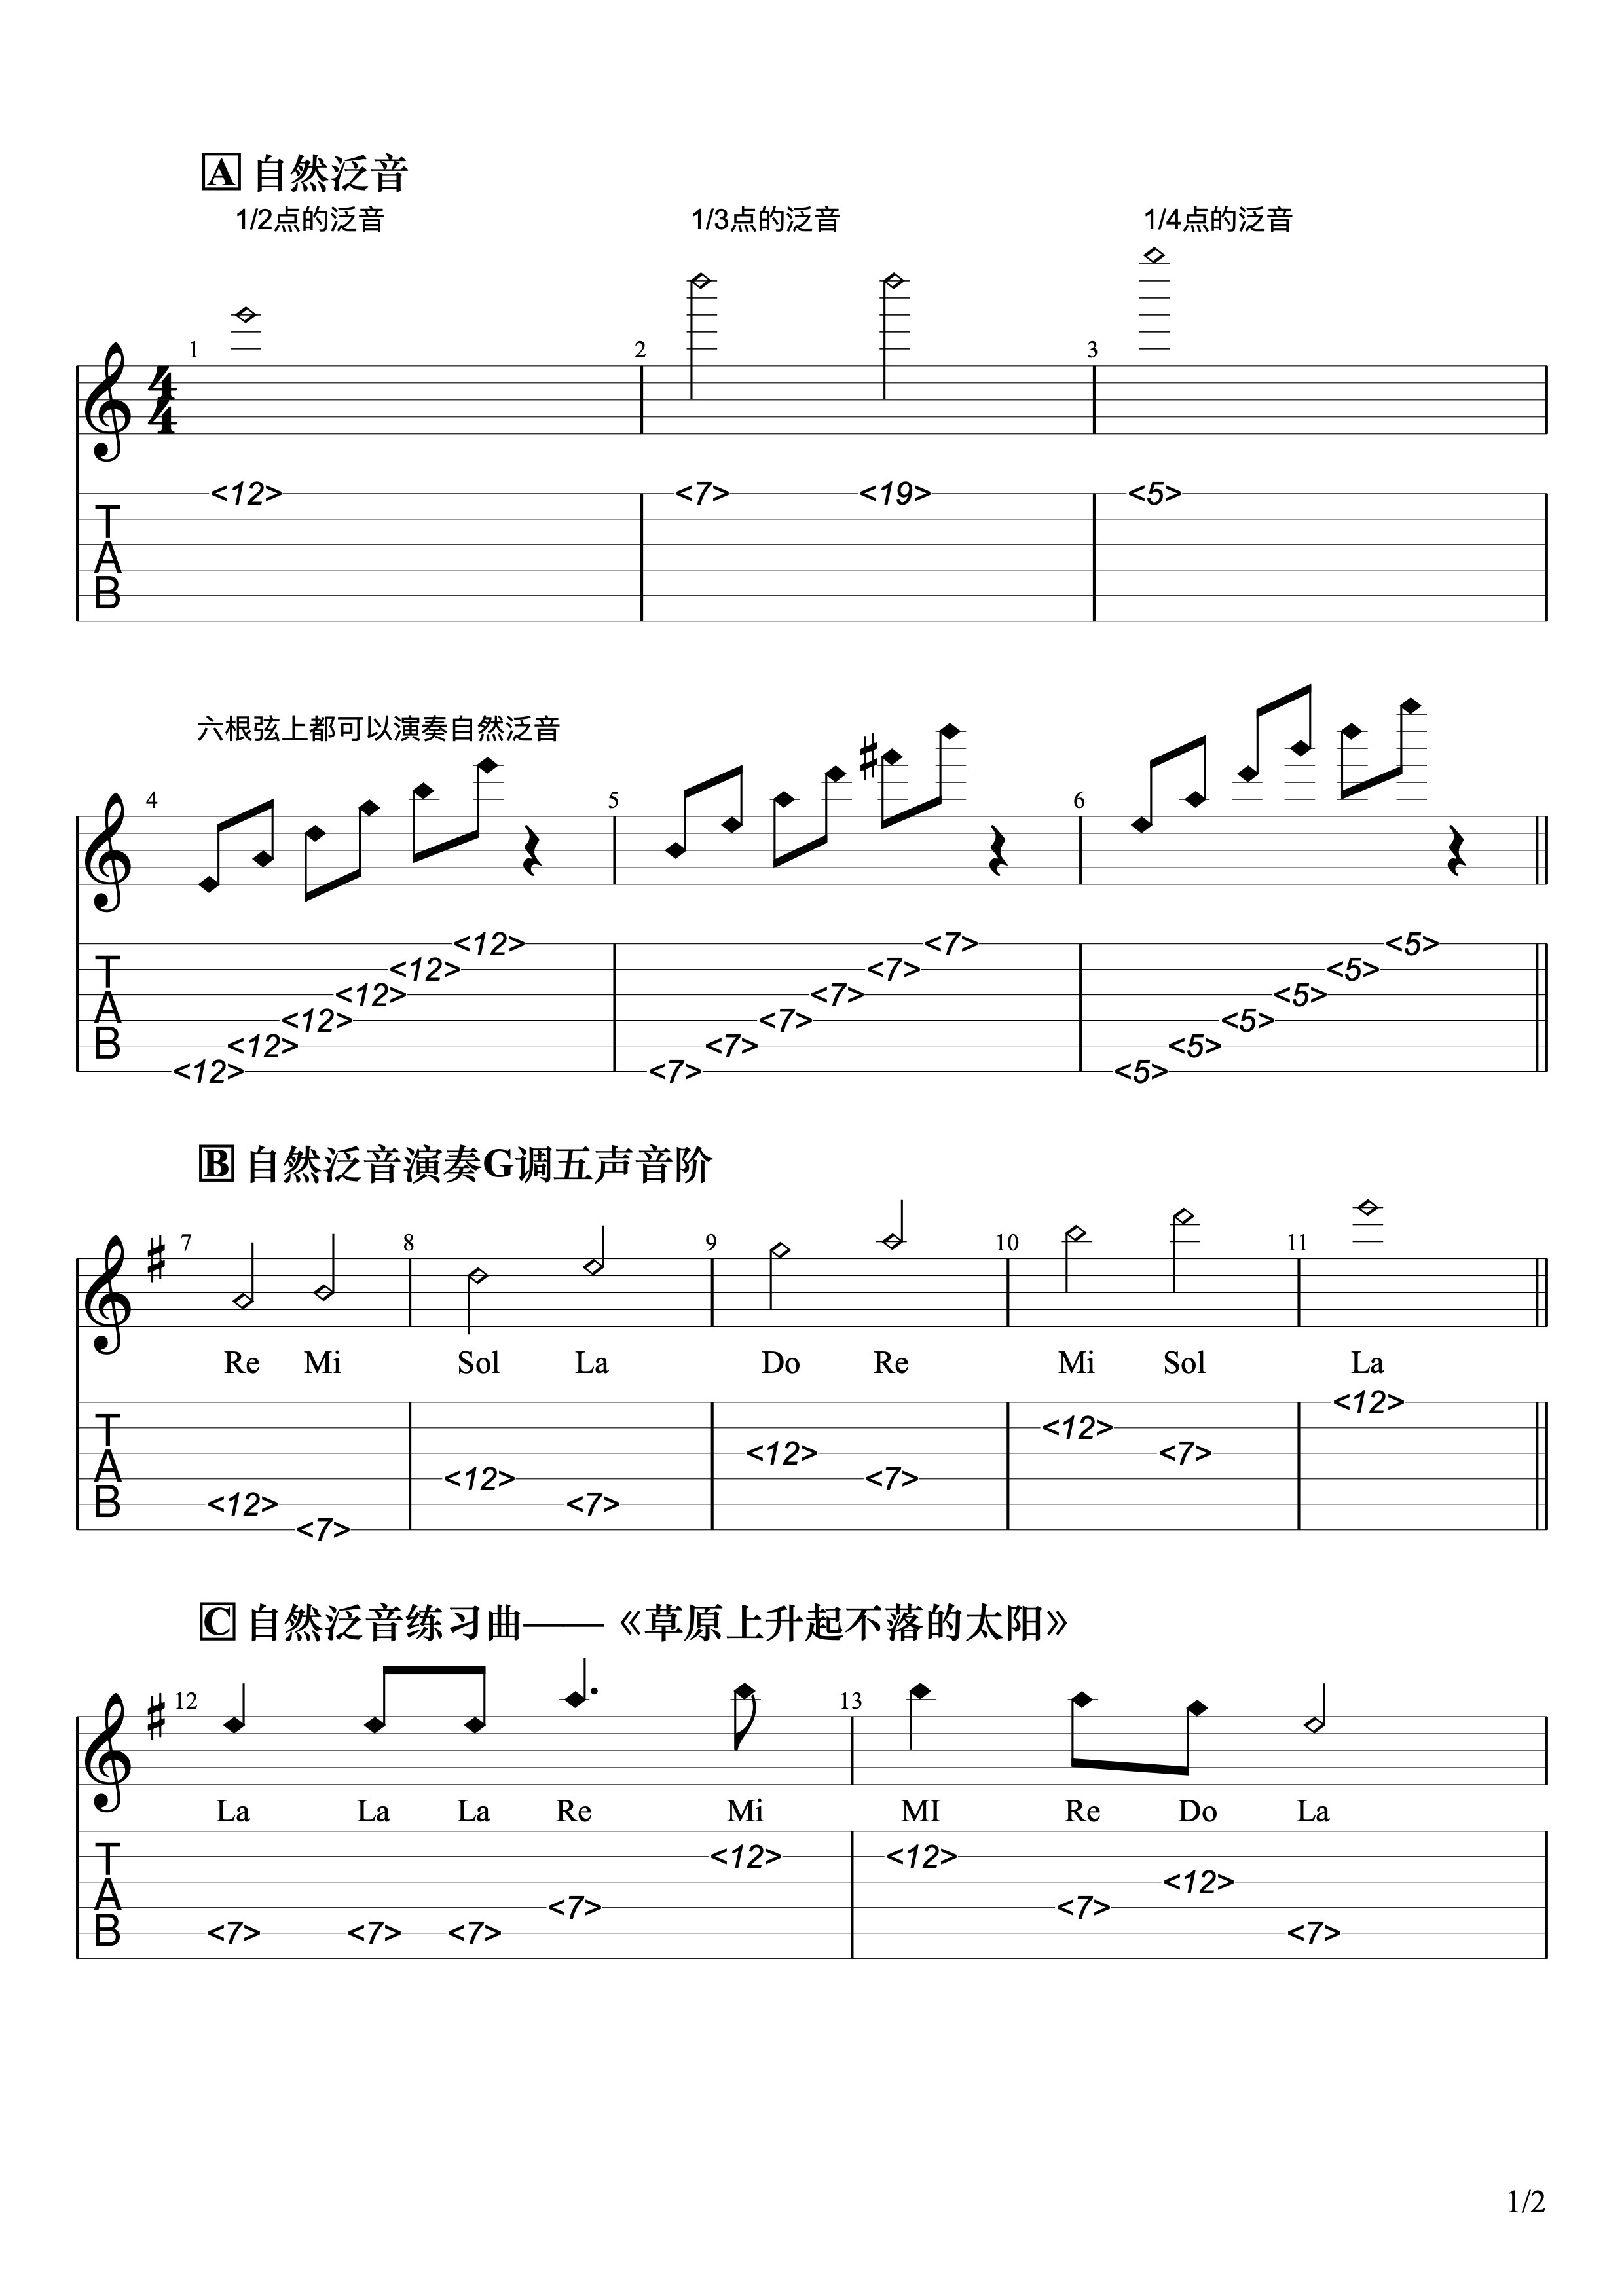 A 自然泛音
1/2点的泛音 1/3点的泛音 1/4点的泛音
1 2 3
4
4
<12> <7> <19> <5>
T
A
B
六根弦上都可以演奏自然泛音
4 5 6
<12> <7> <5>
T <12> <7> <5>
A <12> <7> <5>
<12> <7> <5>
B <12> <7> <5>
<12> <7> <5>
B 自然泛音演奏G调五声音阶
7 8 9 10 11
Re Mi Sol La Do Re Mi Sol La
<12>
T <12>
A <12> <7>
<12> <7>
B <12> <7>
<7>
C 自然泛音练习曲——《草原上升起不落的太阳》
12 13
La La La Re Mi MI Re Do La
T <12> <12>
A <12>
<7> <7>
B <7> <7> <7> <7>
1/2